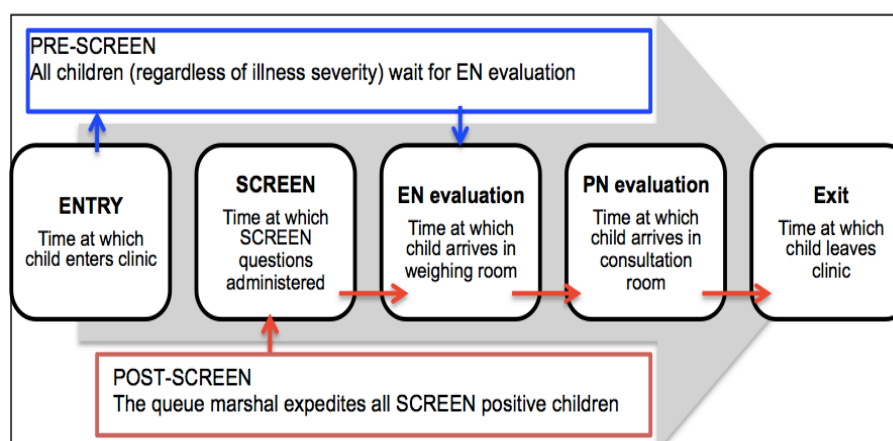 PRE-SCREEN
All children (regardless of illness severity) wait for EN evaluation
ENTRY
Time at which
child enters clinic
SCREEN
Time at which
SCREEN
questions
administered
EN evaluation
Time at which
child arrives in
weighing room
PN evaluation
Time at which
child arrives in
consultation
room
Exit
Time at which
child leaves
clinic
POST-SCREEN
The queue marshal expedites all SCREEN positive children